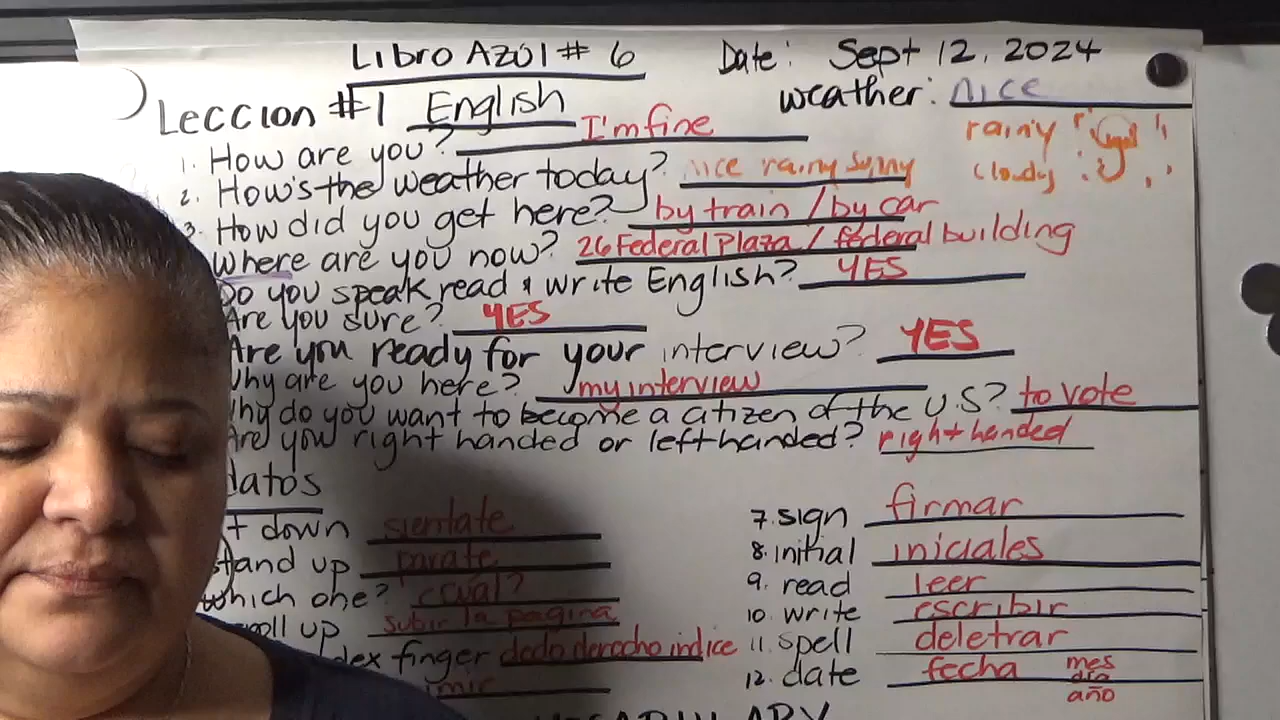 Libro Azul # 6 Date: Sept 12, 2024
Leccion #1 English weather: nice
1. How are you? I'm fine rainy
2. How's the weather today? nice rainy sunny cloudy
3. How did you get here? by train / by car
Where are you now? 26 Federal Plaza / federal building
Do you speak read & write English? YES
Are you sure? YES
Are you ready for your interview? YES
Why are you here? my interview
Why do you want to become a citizen of the U.S? to vote
Are you right handed or left handed? right handed
datos
t down sientate 7. sign firmar
stand up parate 8. initial iniciales
which one? cúal? 9. read leer
oll up subir la pagina 10. write escribir
dex finger dedo derecho indice 11. spell deletrar
12. date fecha mes
dia
año